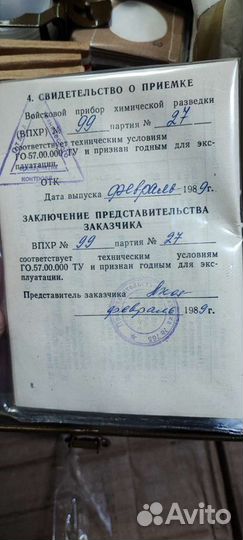 4. СВИДЕТЕЛЬСТВО О ПРИЕМКЕ
Войсковой прибор химической разведки
(ВПХР) № 99 партия № 27
соответствует техническим условиям
ГО.57.00.000 ТУ и признан годным для экс-
плуатации.
ОТК
Дата выпуска февраль 1989г.
ЗАКЛЮЧЕНИЕ ПРЕДСТАВИТЕЛЬСТВА
ЗАКАЗЧИКА
ВПХР № 99 партия № 27
соответствует техническим условиям
ГО.57.00.000 ТУ и признан годным для экс-
плуатации.
Представитель заказчика
февраль 1989г.
8
Avito